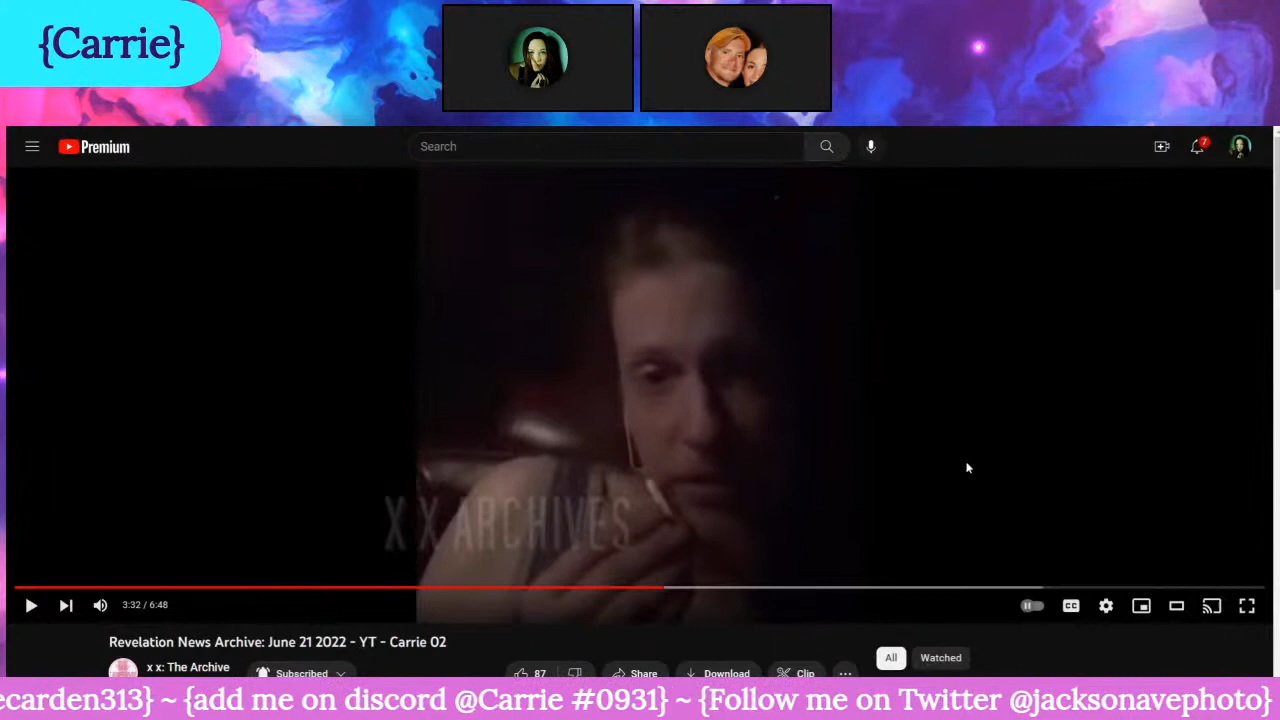 {Carrie}
Premium
Search
7
X X ARCHIVES
3:32 / 6:48
CC
Revelation News Archive: June 21 2022 - YT - Carrie 02
x x: The Archive
Subscribed
87
Share
Download
Clip
All
Watched
ecarden313} ~ {add me on discord @Carrie #0931} ~ {Follow me on Twitter @jacksonavephoto}